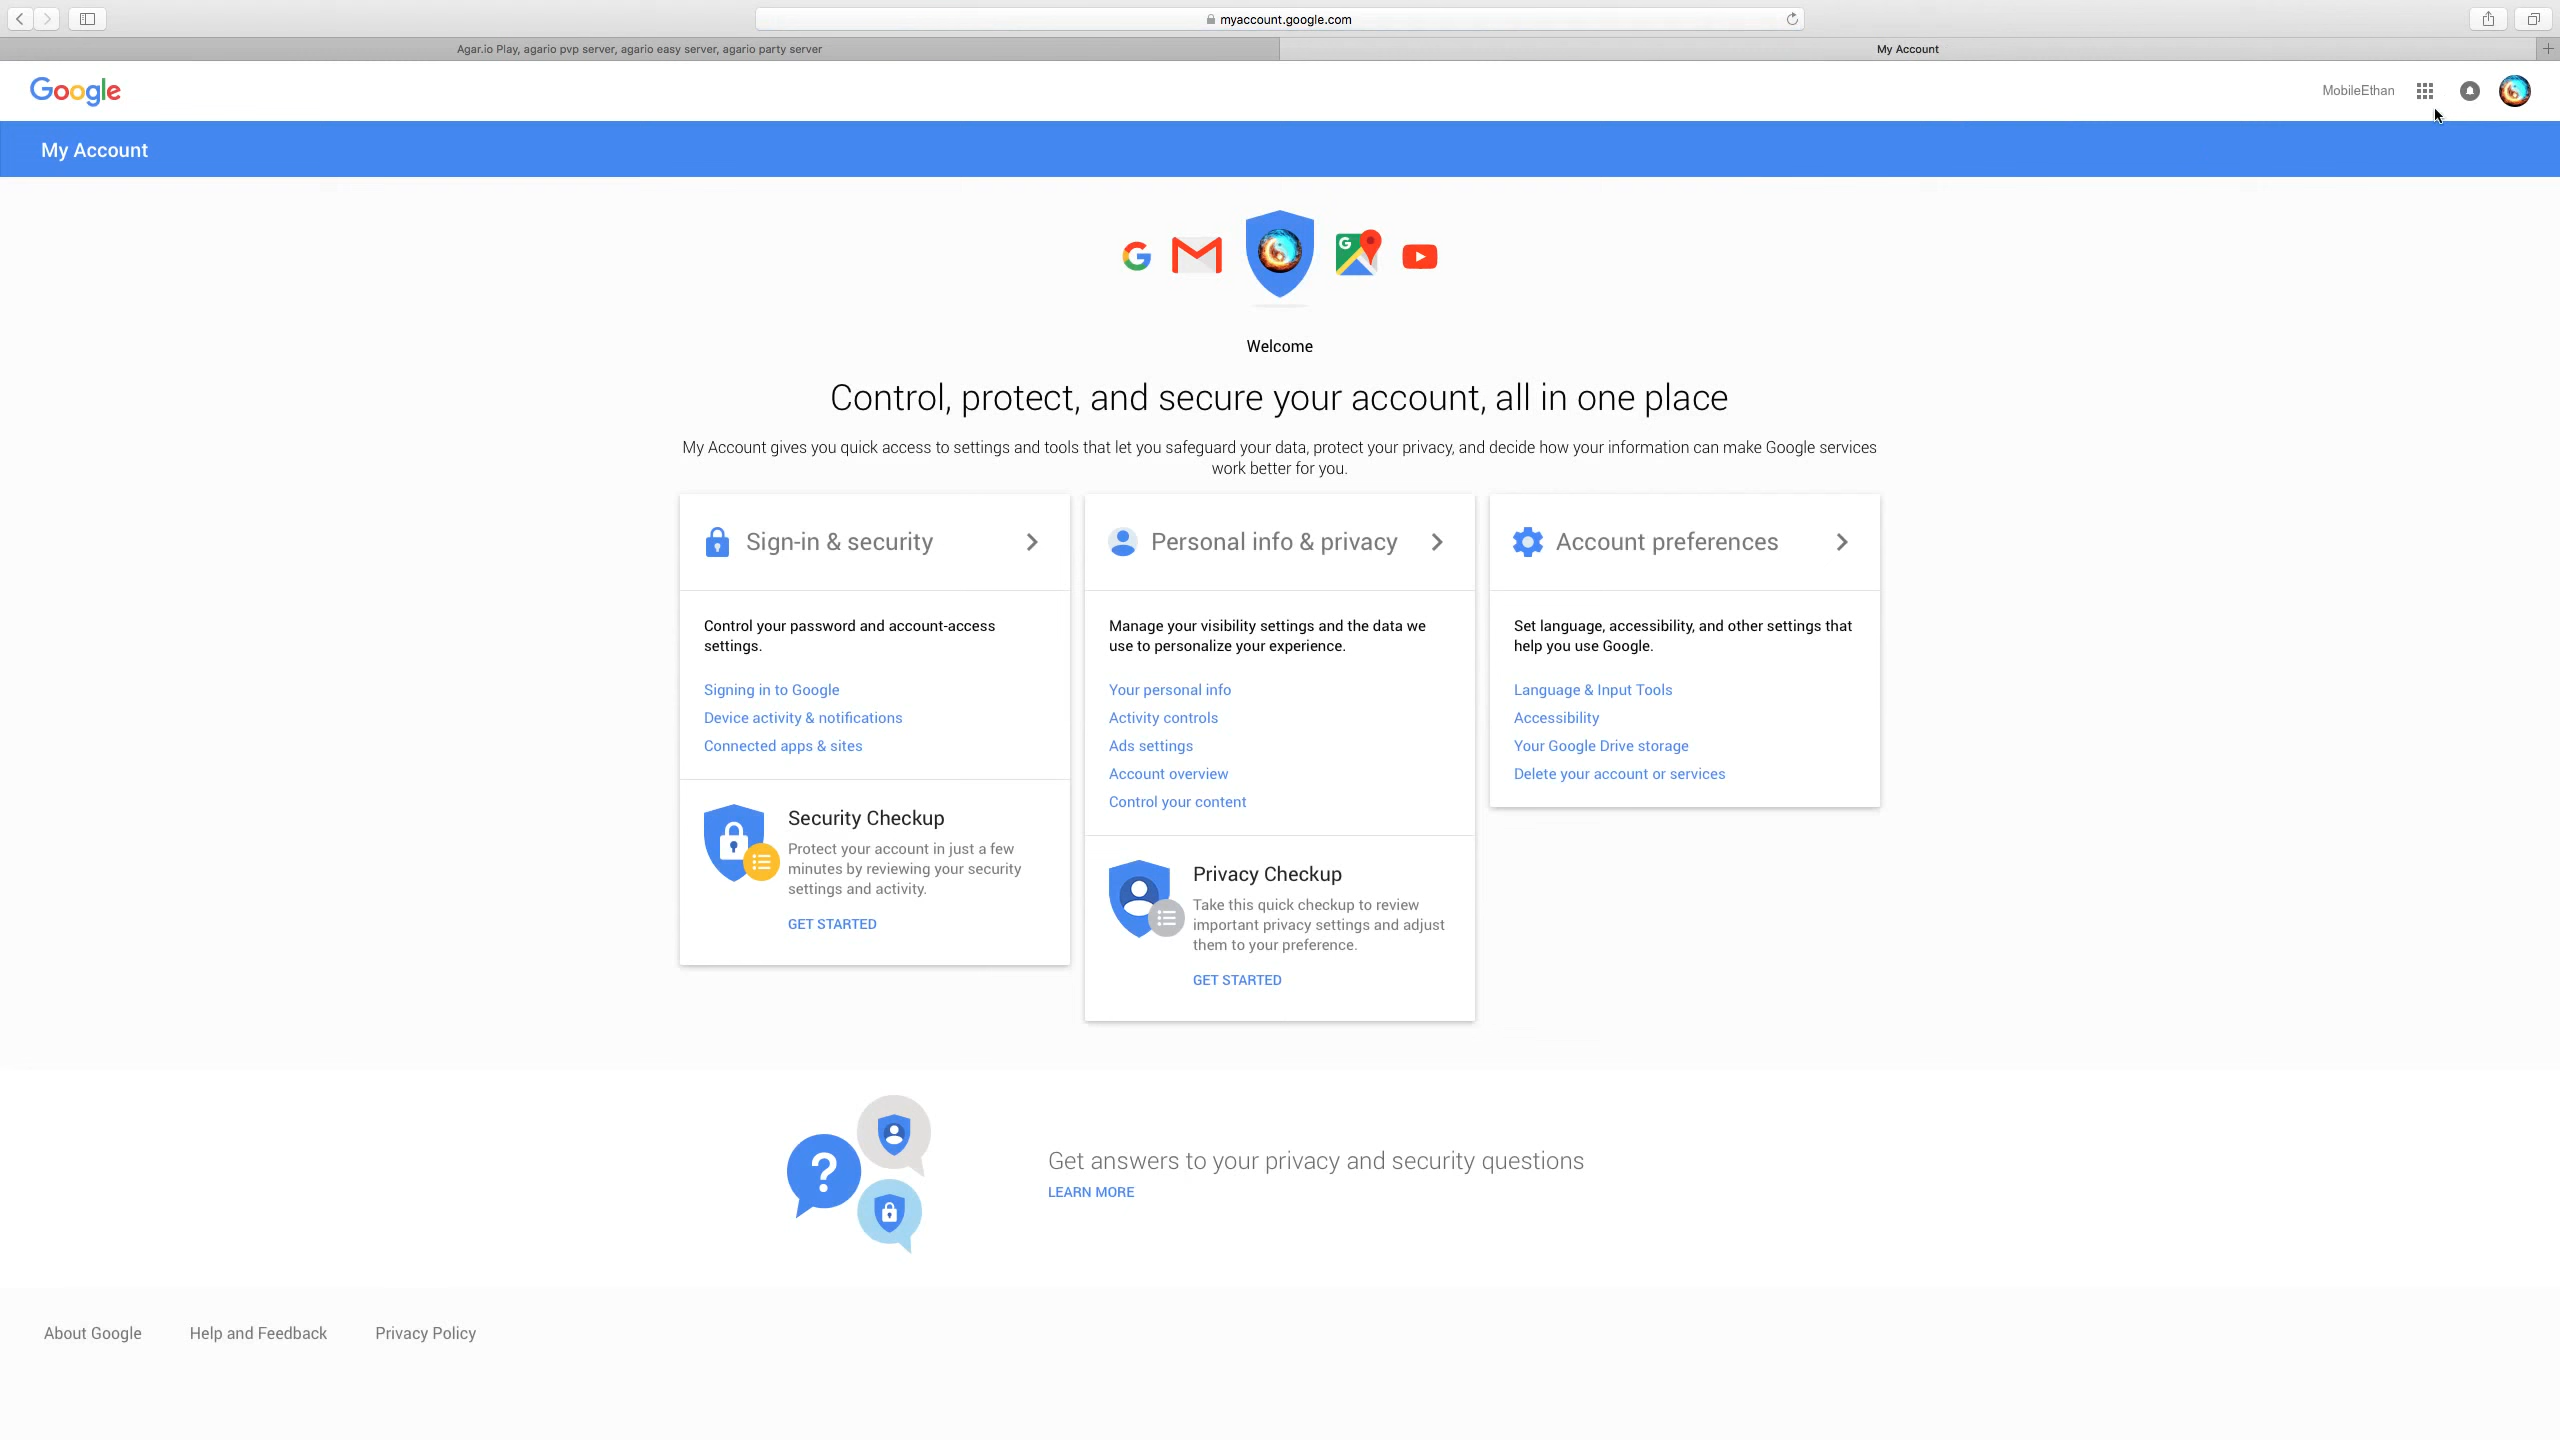 myaccount.google.com
Agar.io Play, agario pvp server, agario easy server, agario party server
My Account
Google
MobileEthan
My Account
G
Welcome
Control, protect, and secure your account, all in one place
My Account gives you quick access to settings and tools that let you safeguard your data, protect your privacy, and decide how your information can make Google services
work better for you.
Sign-in & security
Control your password and account-access
settings.
Signing in to Google
Device activity & notifications
Connected apps & sites
Security Checkup
Protect your account in just a few
minutes by reviewing your security
settings and activity.
GET STARTED
Personal info & privacy
Manage your visibility settings and the data we
use to personalize your experience.
Your personal info
Activity controls
Ads settings
Account overview
Control your content
Privacy Checkup
Take this quick checkup to review
important privacy settings and adjust
them to your preference.
GET STARTED
Account preferences
Set language, accessibility, and other settings that
help you use Google.
Language & Input Tools
Accessibility
Your Google Drive storage
Delete your account or services
?
Get answers to your privacy and security questions
LEARN MORE
About Google
Help and Feedback
Privacy Policy